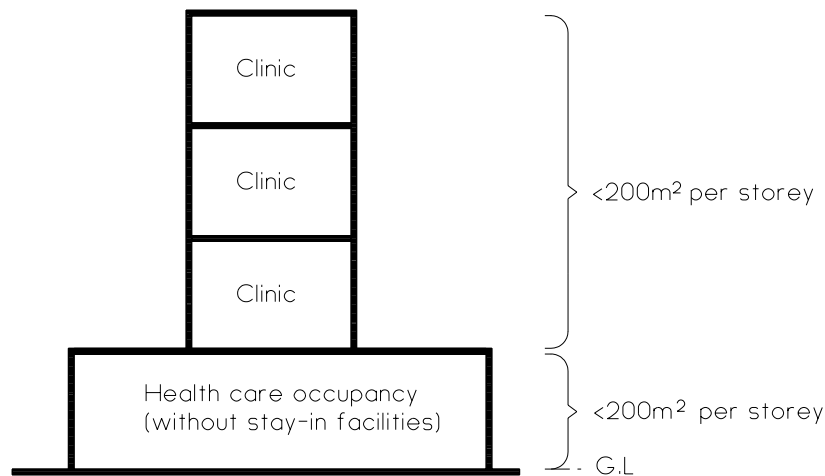 Clinic
Clinic
<200m² per storey
Clinic
Health care occupancy
(without stay-in facilities)
<200m² per storey
G.L